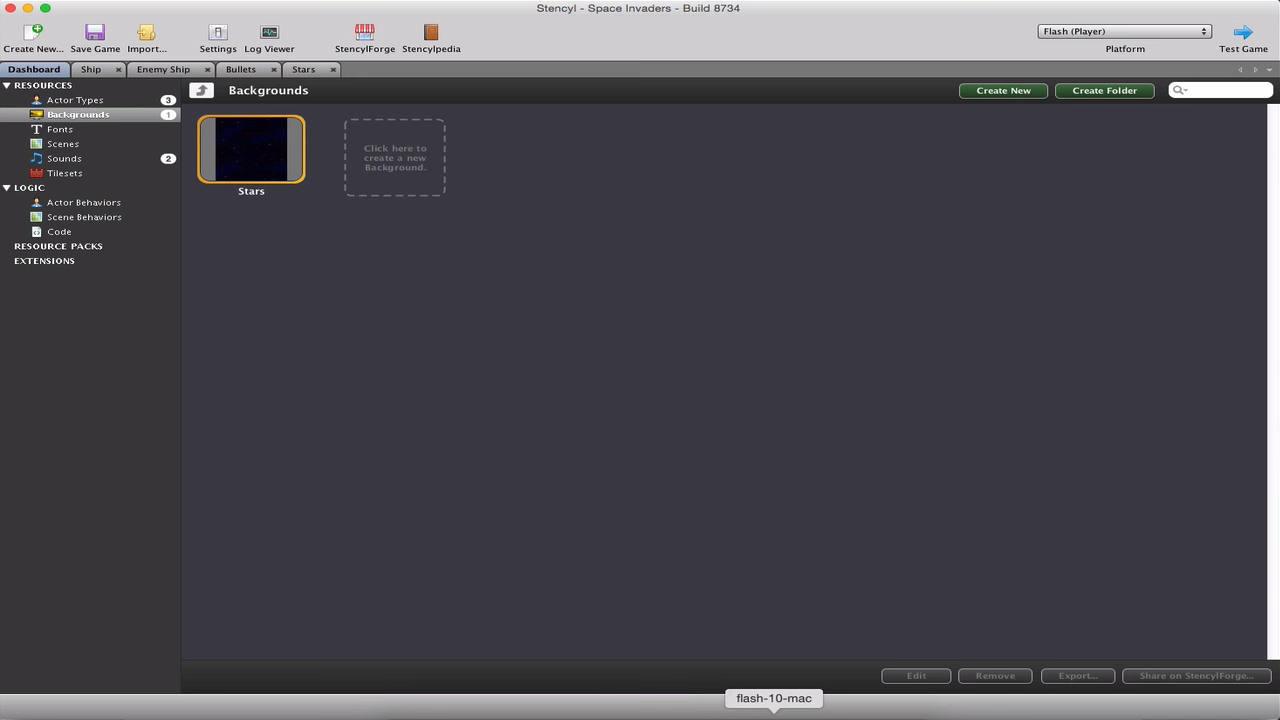 Stencyl - Space Invaders - Build 8734
Create New... Save Game Import... Settings Log Viewer StencylForge Stencylpedia
Flash (Player)
Platform
Test Game
Dashboard Ship Enemy Ship Bullets Stars
RESOURCES
Actor Types 3
Backgrounds 1
Fonts
Scenes
Sounds 2
Tilesets
LOGIC
Actor Behaviors
Scene Behaviors
Code
RESOURCE PACKS
EXTENSIONS
Backgrounds
Create New Create Folder
Stars
Click here to
create a new
Background.
Edit Remove Export... Share on StencylForge...
flash-10-mac